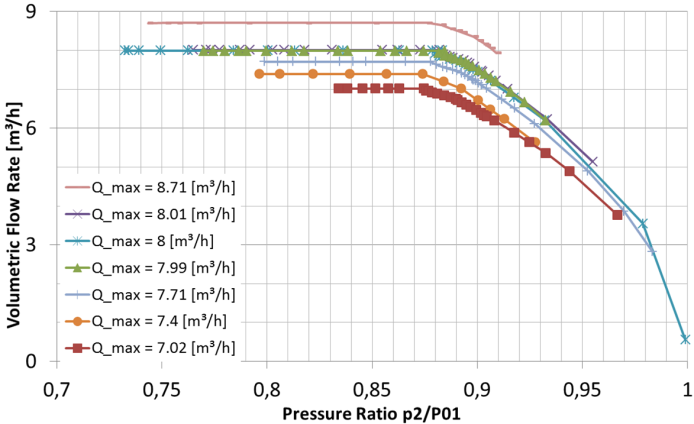 9
6
3
0
Volumetric Flow Rate [m³/h]
Q_max = 8.71 [m³/h]
Q_max = 8.01 [m³/h]
Q_max = 8 [m³/h]
Q_max = 7.99 [m³/h]
Q_max = 7.71 [m³/h]
Q_max = 7.4 [m³/h]
Q_max = 7.02 [m³/h]
0,7 0,75 0,8 0,85 0,9 0,95 1
Pressure Ratio p2/P01